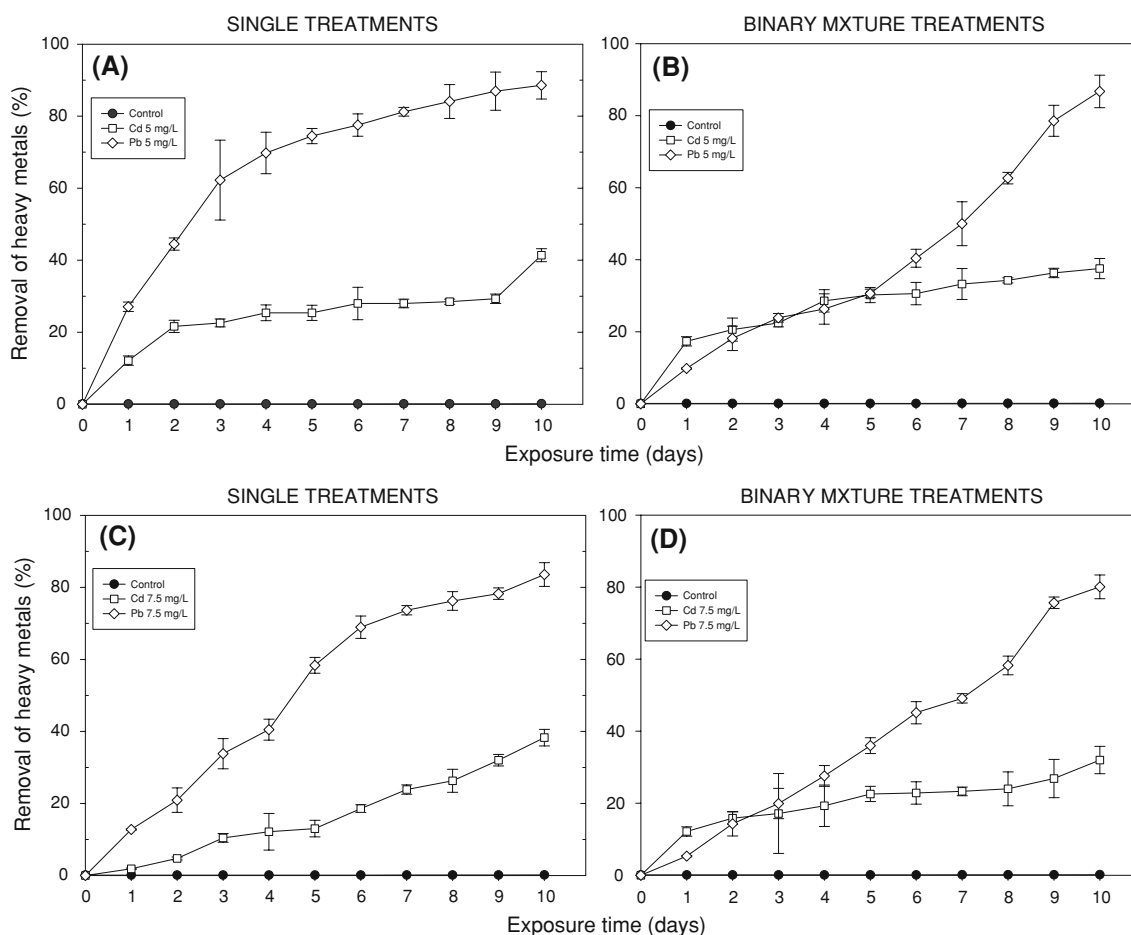 SINGLE TREATMENTS
BINARY MXTURE TREATMENTS
Removal of heavy metals (%)
100
80
60
40
20
0
(A)
Control
Cd 5 mg/L
Pb 5 mg/L
0 1 2 3 4 5 6 7 8 9 10
100
80
60
40
20
0
(B)
Control
Cd 5 mg/L
Pb 5 mg/L
0 1 2 3 4 5 6 7 8 9 10
Exposure time (days)
SINGLE TREATMENTS
BINARY MXTURE TREATMENTS
Removal of heavy metals (%)
100
80
60
40
20
0
(C)
Control
Cd 7.5 mg/L
Pb 7.5 mg/L
0 1 2 3 4 5 6 7 8 9 10
100
80
60
40
20
0
(D)
Control
Cd 7.5 mg/L
Pb 7.5 mg/L
0 1 2 3 4 5 6 7 8 9 10
Exposure time (days)